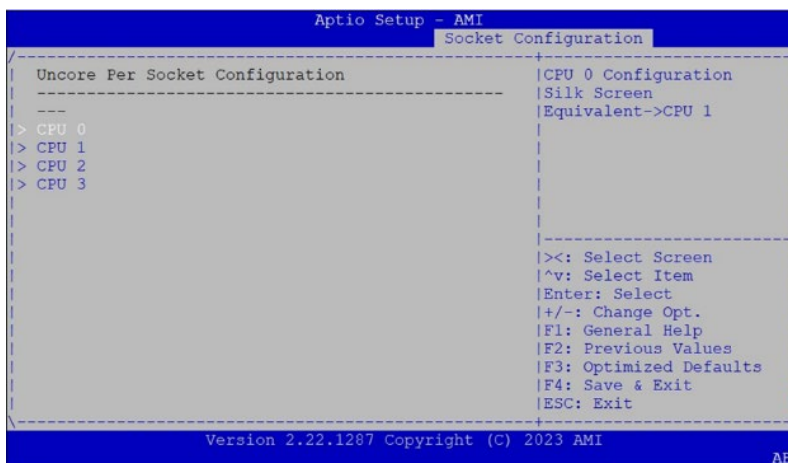 Aptio Setup - AMI
Socket Configuration
Uncore Per Socket Configuration
CPU 0 Configuration
Silk Screen
Equivalent->CPU 1
---
> CPU 0
> CPU 1
> CPU 2
> CPU 3
><: Select Screen
^v: Select Item
Enter: Select
+/-: Change Opt.
F1: General Help
F2: Previous Values
F3: Optimized Defaults
F4: Save & Exit
ESC: Exit
Version 2.22.1287 Copyright (C) 2023 AMI